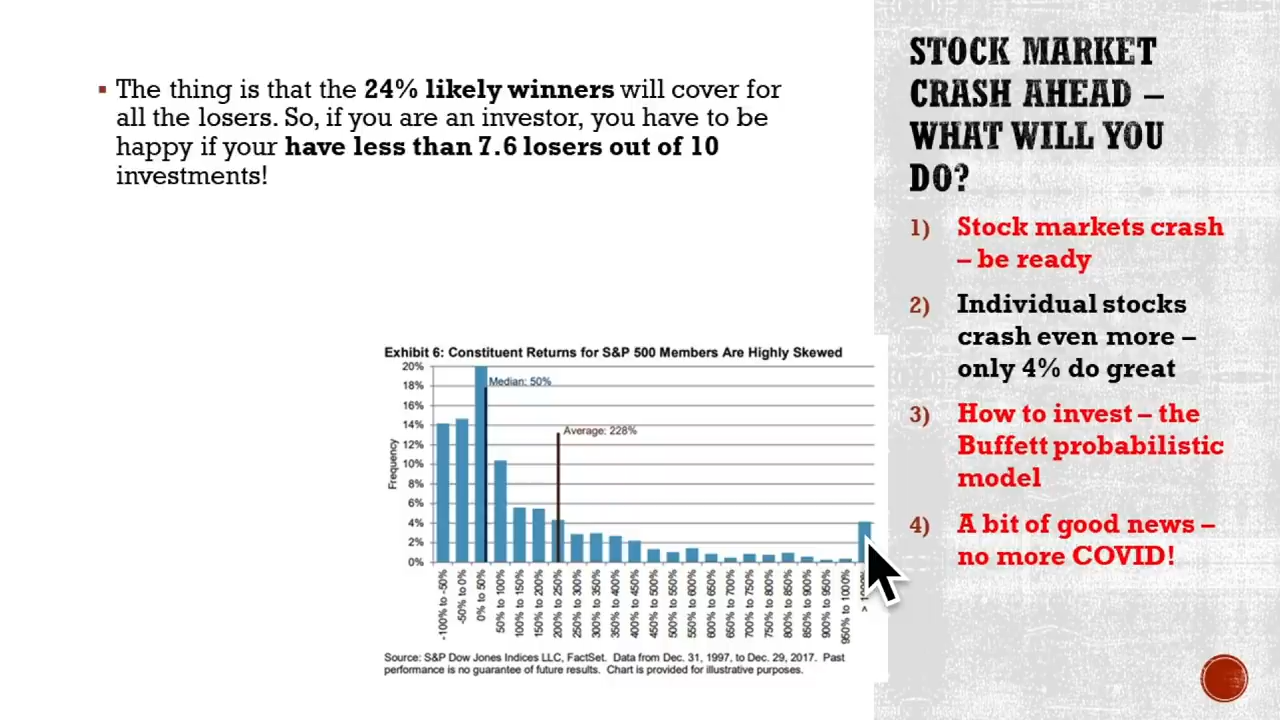 ▪ The thing is that the 24% likely winners will cover for
all the losers. So, if you are an investor, you have to be
happy if your have less than 7.6 losers out of 10
investments!
STOCK MARKET
CRASH AHEAD –
WHAT WILL YOU
DO?
1) Stock markets crash
– be ready
2) Individual stocks
crash even more –
only 4% do great
3) How to invest – the
Buffett probabilistic
model
4) A bit of good news –
no more COVID!
Exhibit 6: Constituent Returns for S&P 500 Members Are Highly Skewed
Frequency
20%
18%
16%
14%
12%
10%
8%
6%
4%
2%
0%
Median: 50%
Average: 228%
-100% to -50%
-50% to 0%
0% to 50%
50% to 100%
100% to 150%
150% to 200%
200% to 250%
250% to 300%
300% to 350%
350% to 400%
400% to 450%
450% to 500%
500% to 550%
550% to 600%
600% to 650%
650% to 700%
700% to 750%
750% to 800%
800% to 850%
850% to 900%
900% to 950%
950% to 1000%
Source: S&P Dow Jones Indices LLC, FactSet. Data from Dec. 31, 1997, to Dec. 29, 2017. Past
performance is no guarantee of future results. Chart is provided for illustrative purposes.